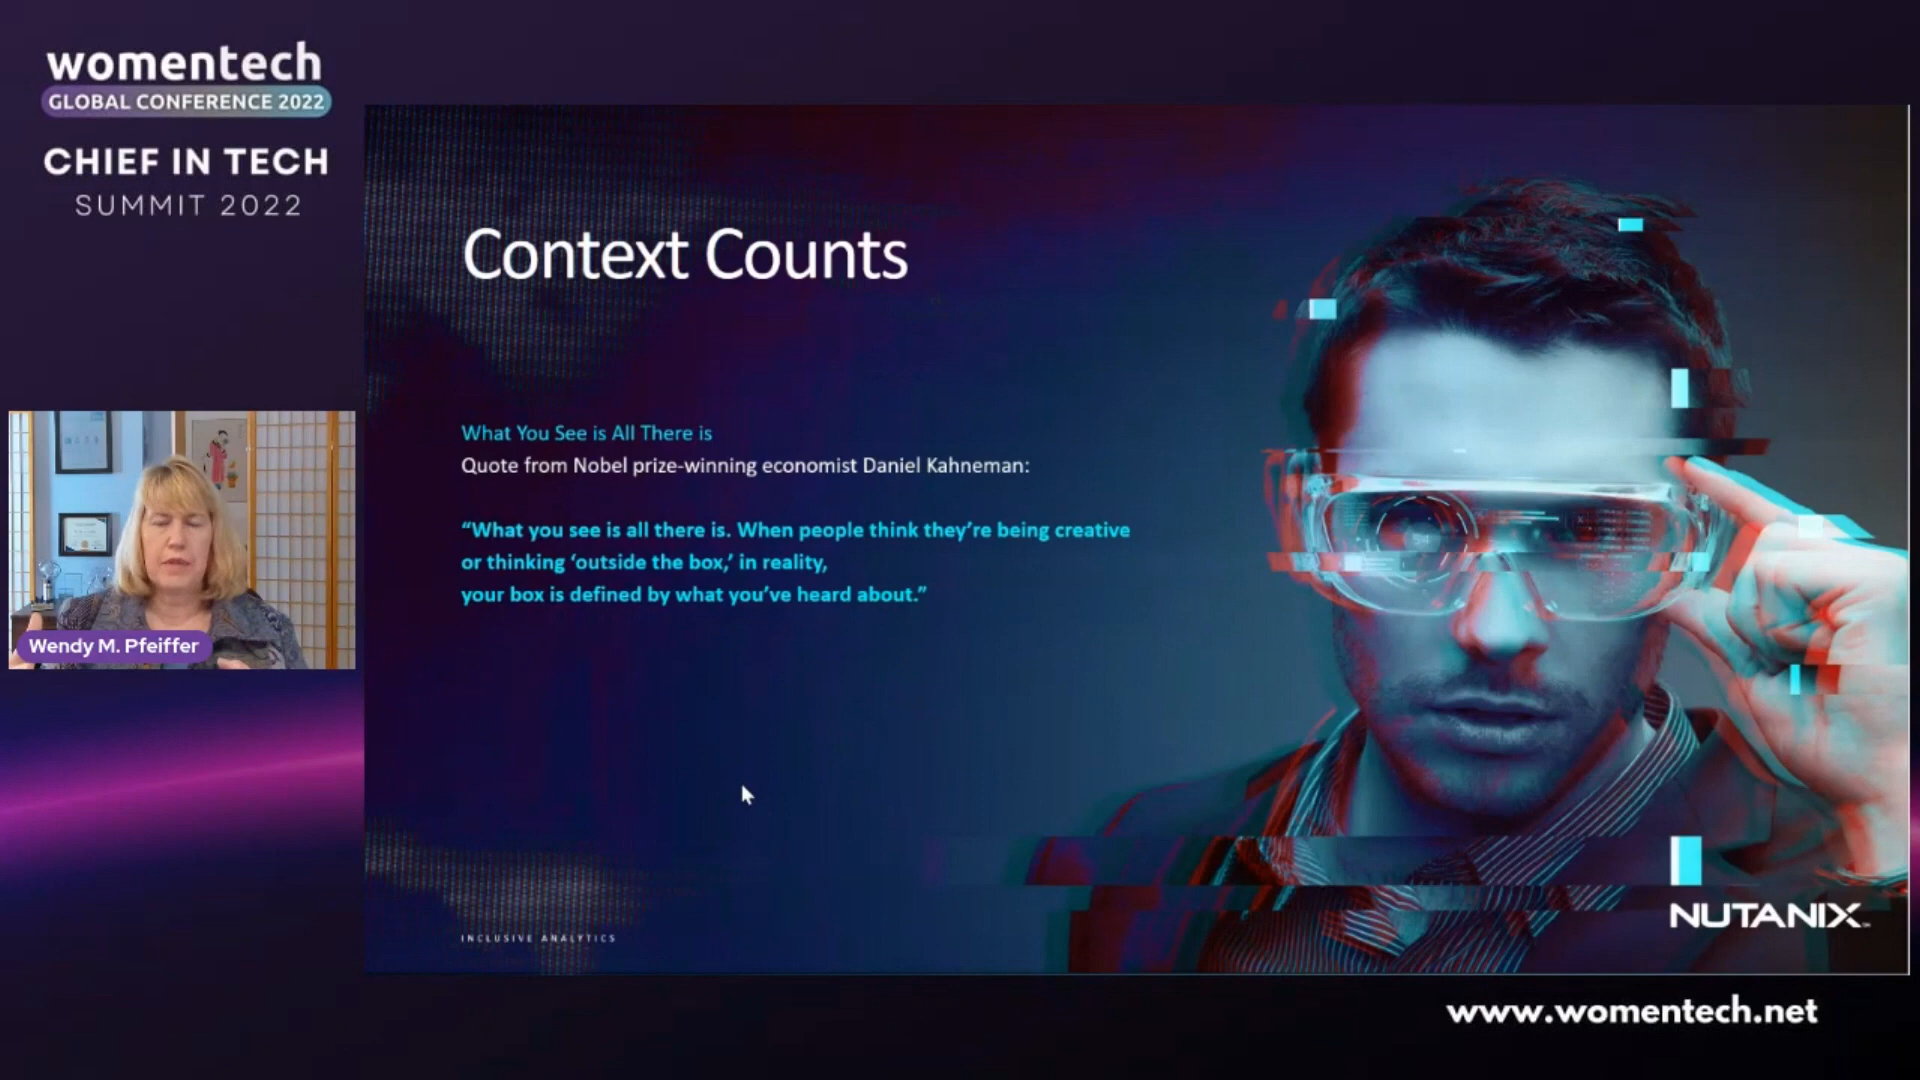 womentech
GLOBAL CONFERENCE 2022
CHIEF IN TECH
SUMMIT 2022
Context Counts
What You See is All There is
Quote from Nobel prize-winning economist Daniel Kahneman:
“What you see is all there is. When people think they’re being creative
or thinking ‘outside the box,’ in reality,
your box is defined by what you’ve heard about.”
Wendy M. Pfeiffer
INCLUSIVE ANALYTICS
NUTANIX
www.womentech.net